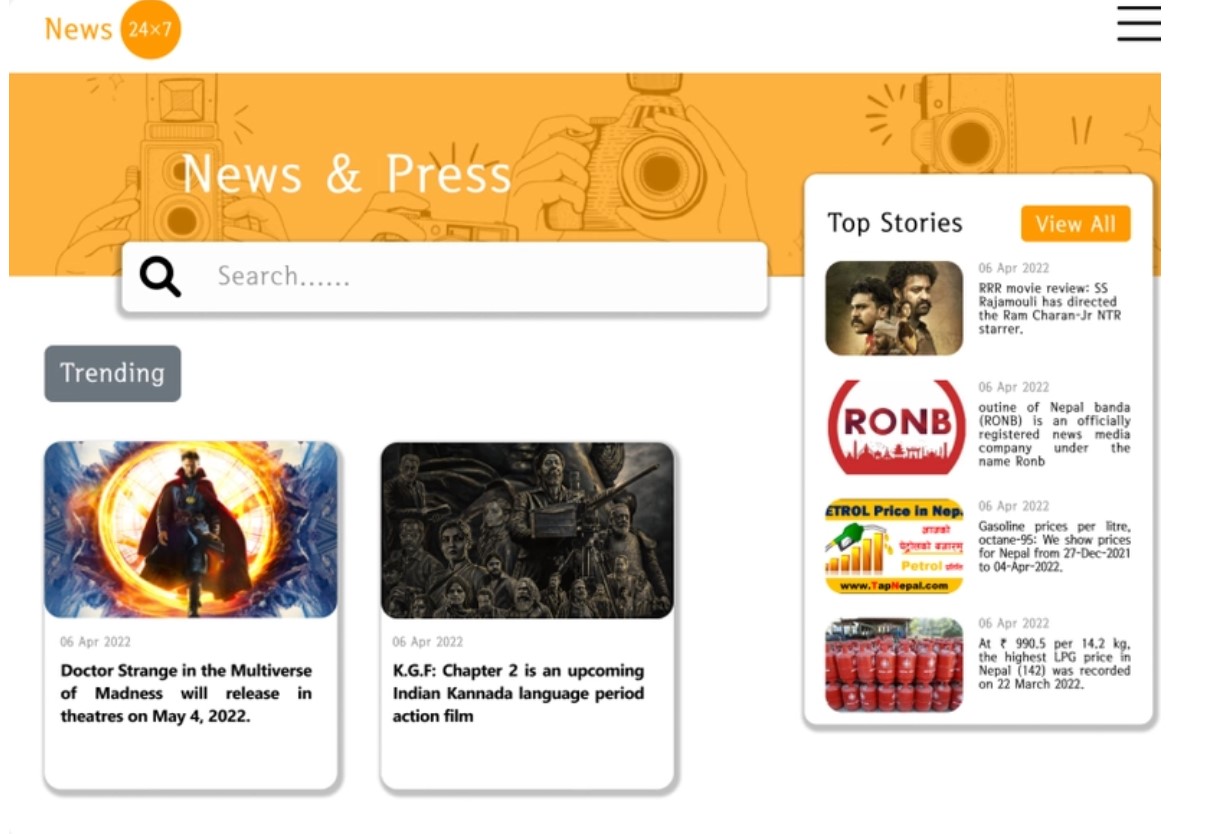 News 24×7
News & Press
Search......
Trending
06 Apr 2022
Doctor Strange in the Multiverse
of Madness will release in
theatres on May 4, 2022.
06 Apr 2022
K.G.F: Chapter 2 is an upcoming
Indian Kannada language period
action film
Top Stories
View All
06 Apr 2022
RRR movie review: SS
Rajamouli has directed
the Ram Charan-Jr NTR
starrer.
RONB
06 Apr 2022
outine of Nepal banda
(RONB) is an officially
registered news media
company under the
name Ronb
ETROL Price in Nep
आजको
पेट्रोलको बजारम
Petrol
www.TapNepal.com
06 Apr 2022
Gasoline prices per litre,
octane-95: We show prices
for Nepal from 27-Dec-2021
to 04-Apr-2022.
06 Apr 2022
At ₹ 990.5 per 14.2 kg,
the highest LPG price in
Nepal (142) was recorded
on 22 March 2022.